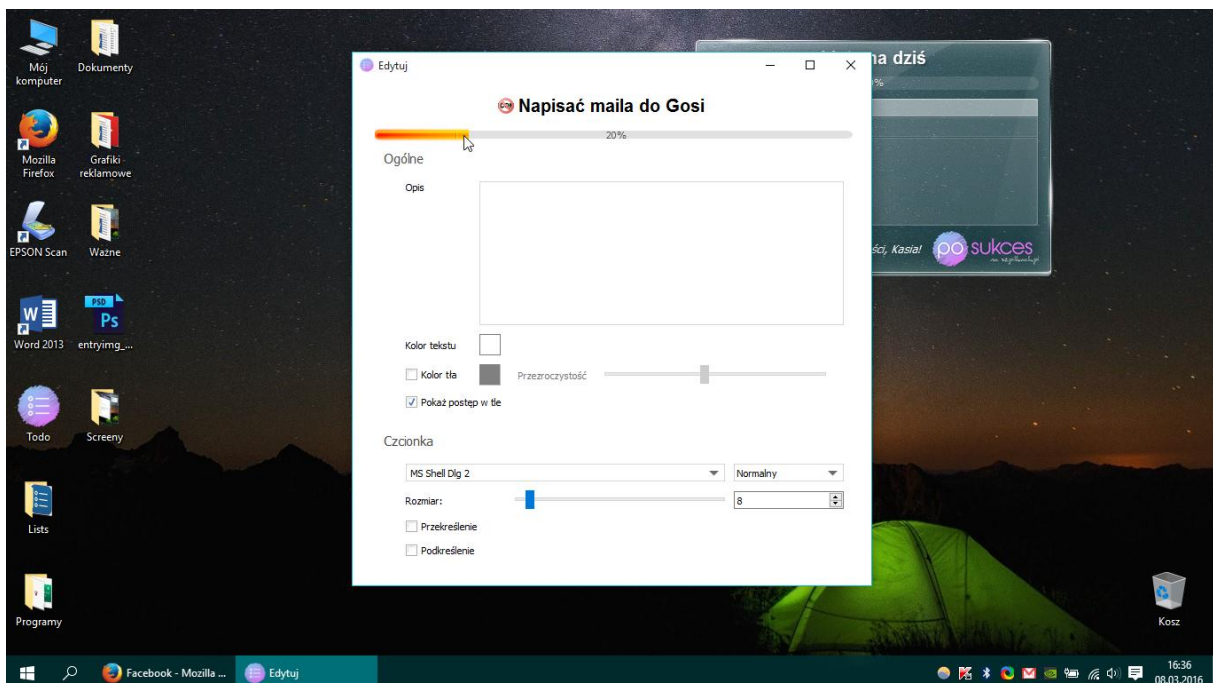 Mój
komputer
Dokumenty
Mozilla
Firefox
Grafiki
reklamowe
EPSON Scan
Ważne
Word 2013
PSD
Ps
entryimg_...
Todo
Screeny
Lists
Programy
Edytuj
Napisać maila do Gosi
20%
Ogólne
Opis
Kolor tekstu
Kolor tła
Przezroczystość
Pokaż postęp w tle
Czcionka
MS Shell Dlg 2
Normalny
Rozmiar:
8
Przekreślenie
Podkreślenie
na dziś
%
ści, Kasia!
po sukces
Kosz
Facebook - Mozilla ...
Edytuj
16:36
08.03.2016